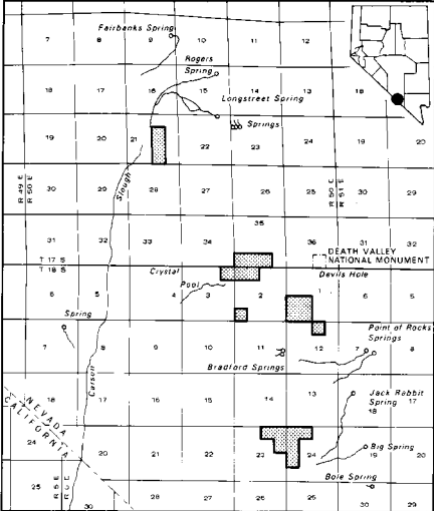 Fairbanks Spring
7 8 9 10 11 12
Rogers
Spring
18 17 16 15 14 13 18
Longstreet Spring
Springs
19 20 21 22 23 24 20
Slough
R 49 E
R 50 E
R 50 E
R 51 E
30 29 28 27 26 25 30 29
35
31 32 33 34 36 31 32
DEATH VALLEY
NATIONAL MONUMENT
T 17 S
T 18 S
Crystal
Pool
Devils Hole
6 5 4 3 2 1 6 5
Spring
Point of Rocks
Springs
7 8 9 10 11 12 7 8
Bradford Springs
Carson
Jack Rabbit
Spring
18 17 16 15 14 13 18 17
NEVADA
CALIFORNIA
24 20 21 22 23 24 19 20
Big Spring
Bole Spring
25 30 28 27 26 25 30 29